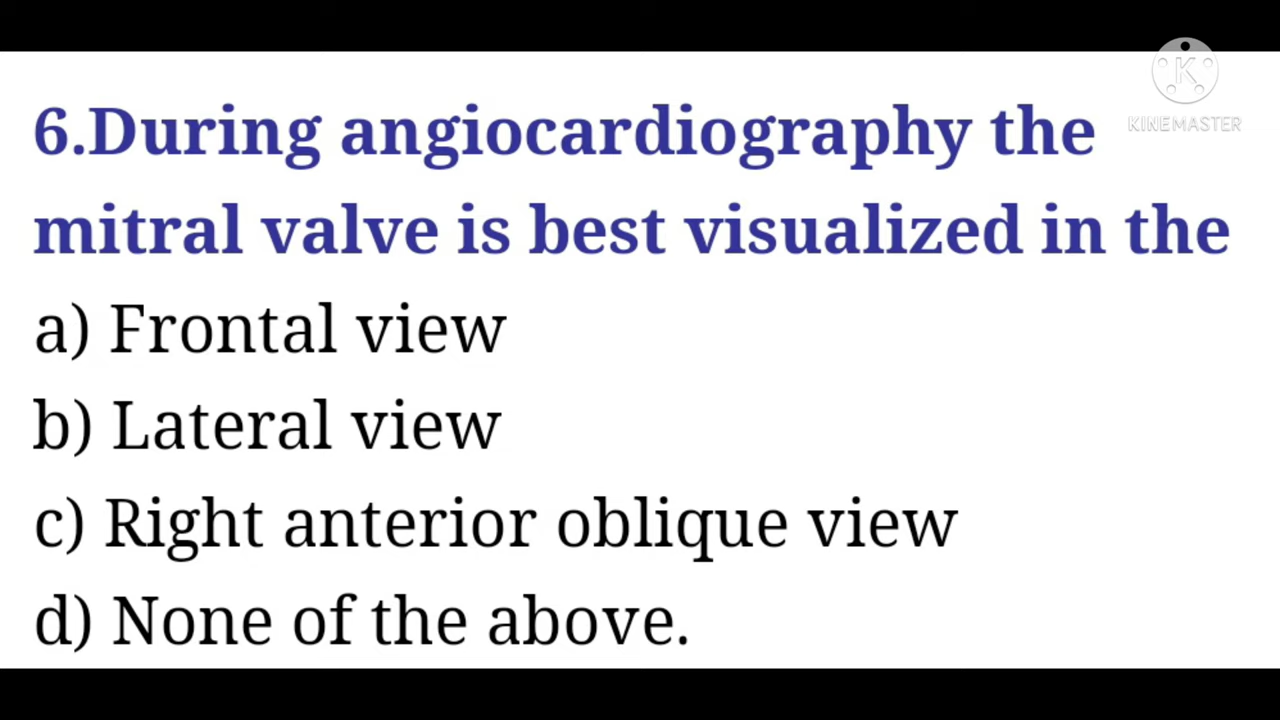 K
KINEMASTER
6.During angiocardiography the
mitral valve is best visualized in the
a) Frontal view
b) Lateral view
c) Right anterior oblique view
d) None of the above.